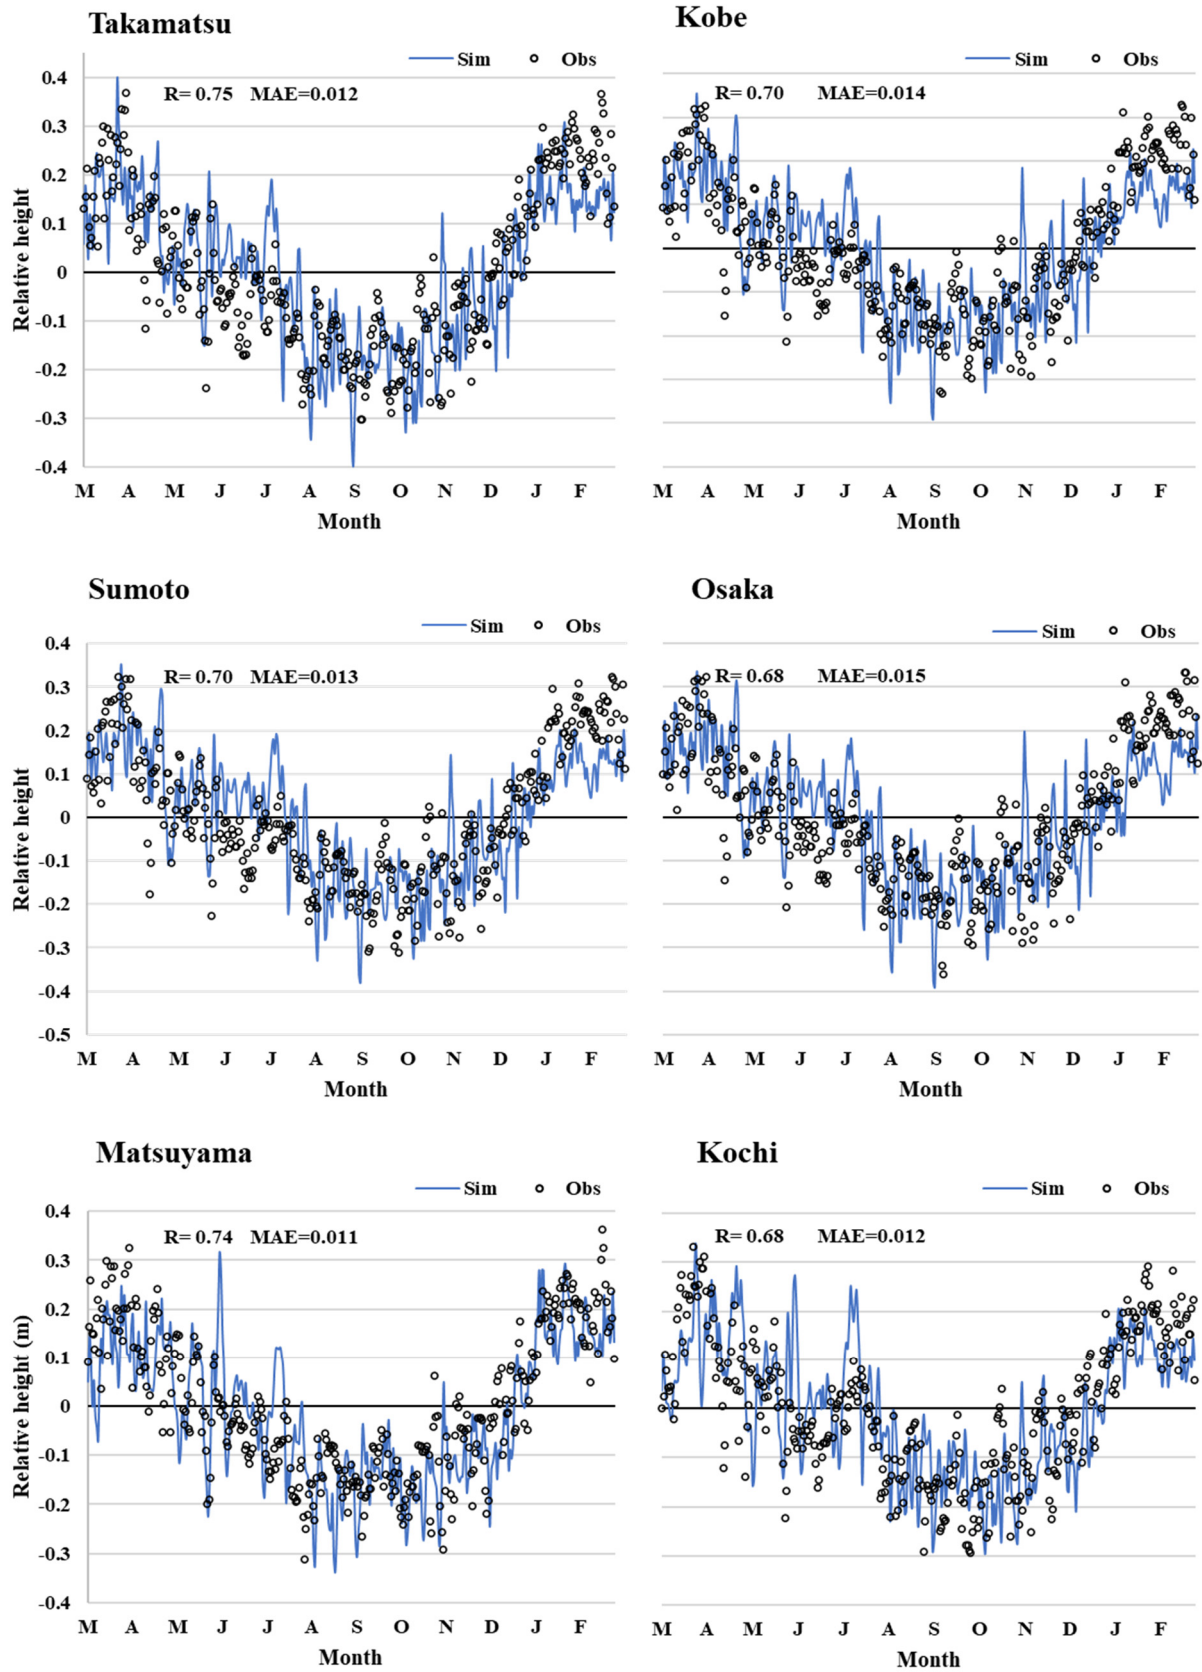 Takamatsu
Sim Obs
R= 0.75 MAE=0.012
0.4
0.3
0.2
0.1
0
-0.1
-0.2
-0.3
-0.4
Relative height
M A M J J A S O N D J F
Month
Kobe
Sim Obs
R= 0.70 MAE=0.014
M A M J J A S O N D J F
Month
Sumoto
Sim Obs
R= 0.70 MAE=0.013
0.4
0.3
0.2
0.1
0
-0.1
-0.2
-0.3
-0.4
-0.5
Relative height
M A M J J A S O N D J F
Month
Osaka
Sim Obs
R= 0.68 MAE=0.015
M A M J J A S O N D J F
Month
Matsuyama
Sim Obs
R= 0.74 MAE=0.011
0.4
0.3
0.2
0.1
0
-0.1
-0.2
-0.3
-0.4
Relative height (m)
M A M J J A S O N D J F
Month
Kochi
Sim Obs
R= 0.68 MAE=0.012
M A M J J A S O N D J F
Month